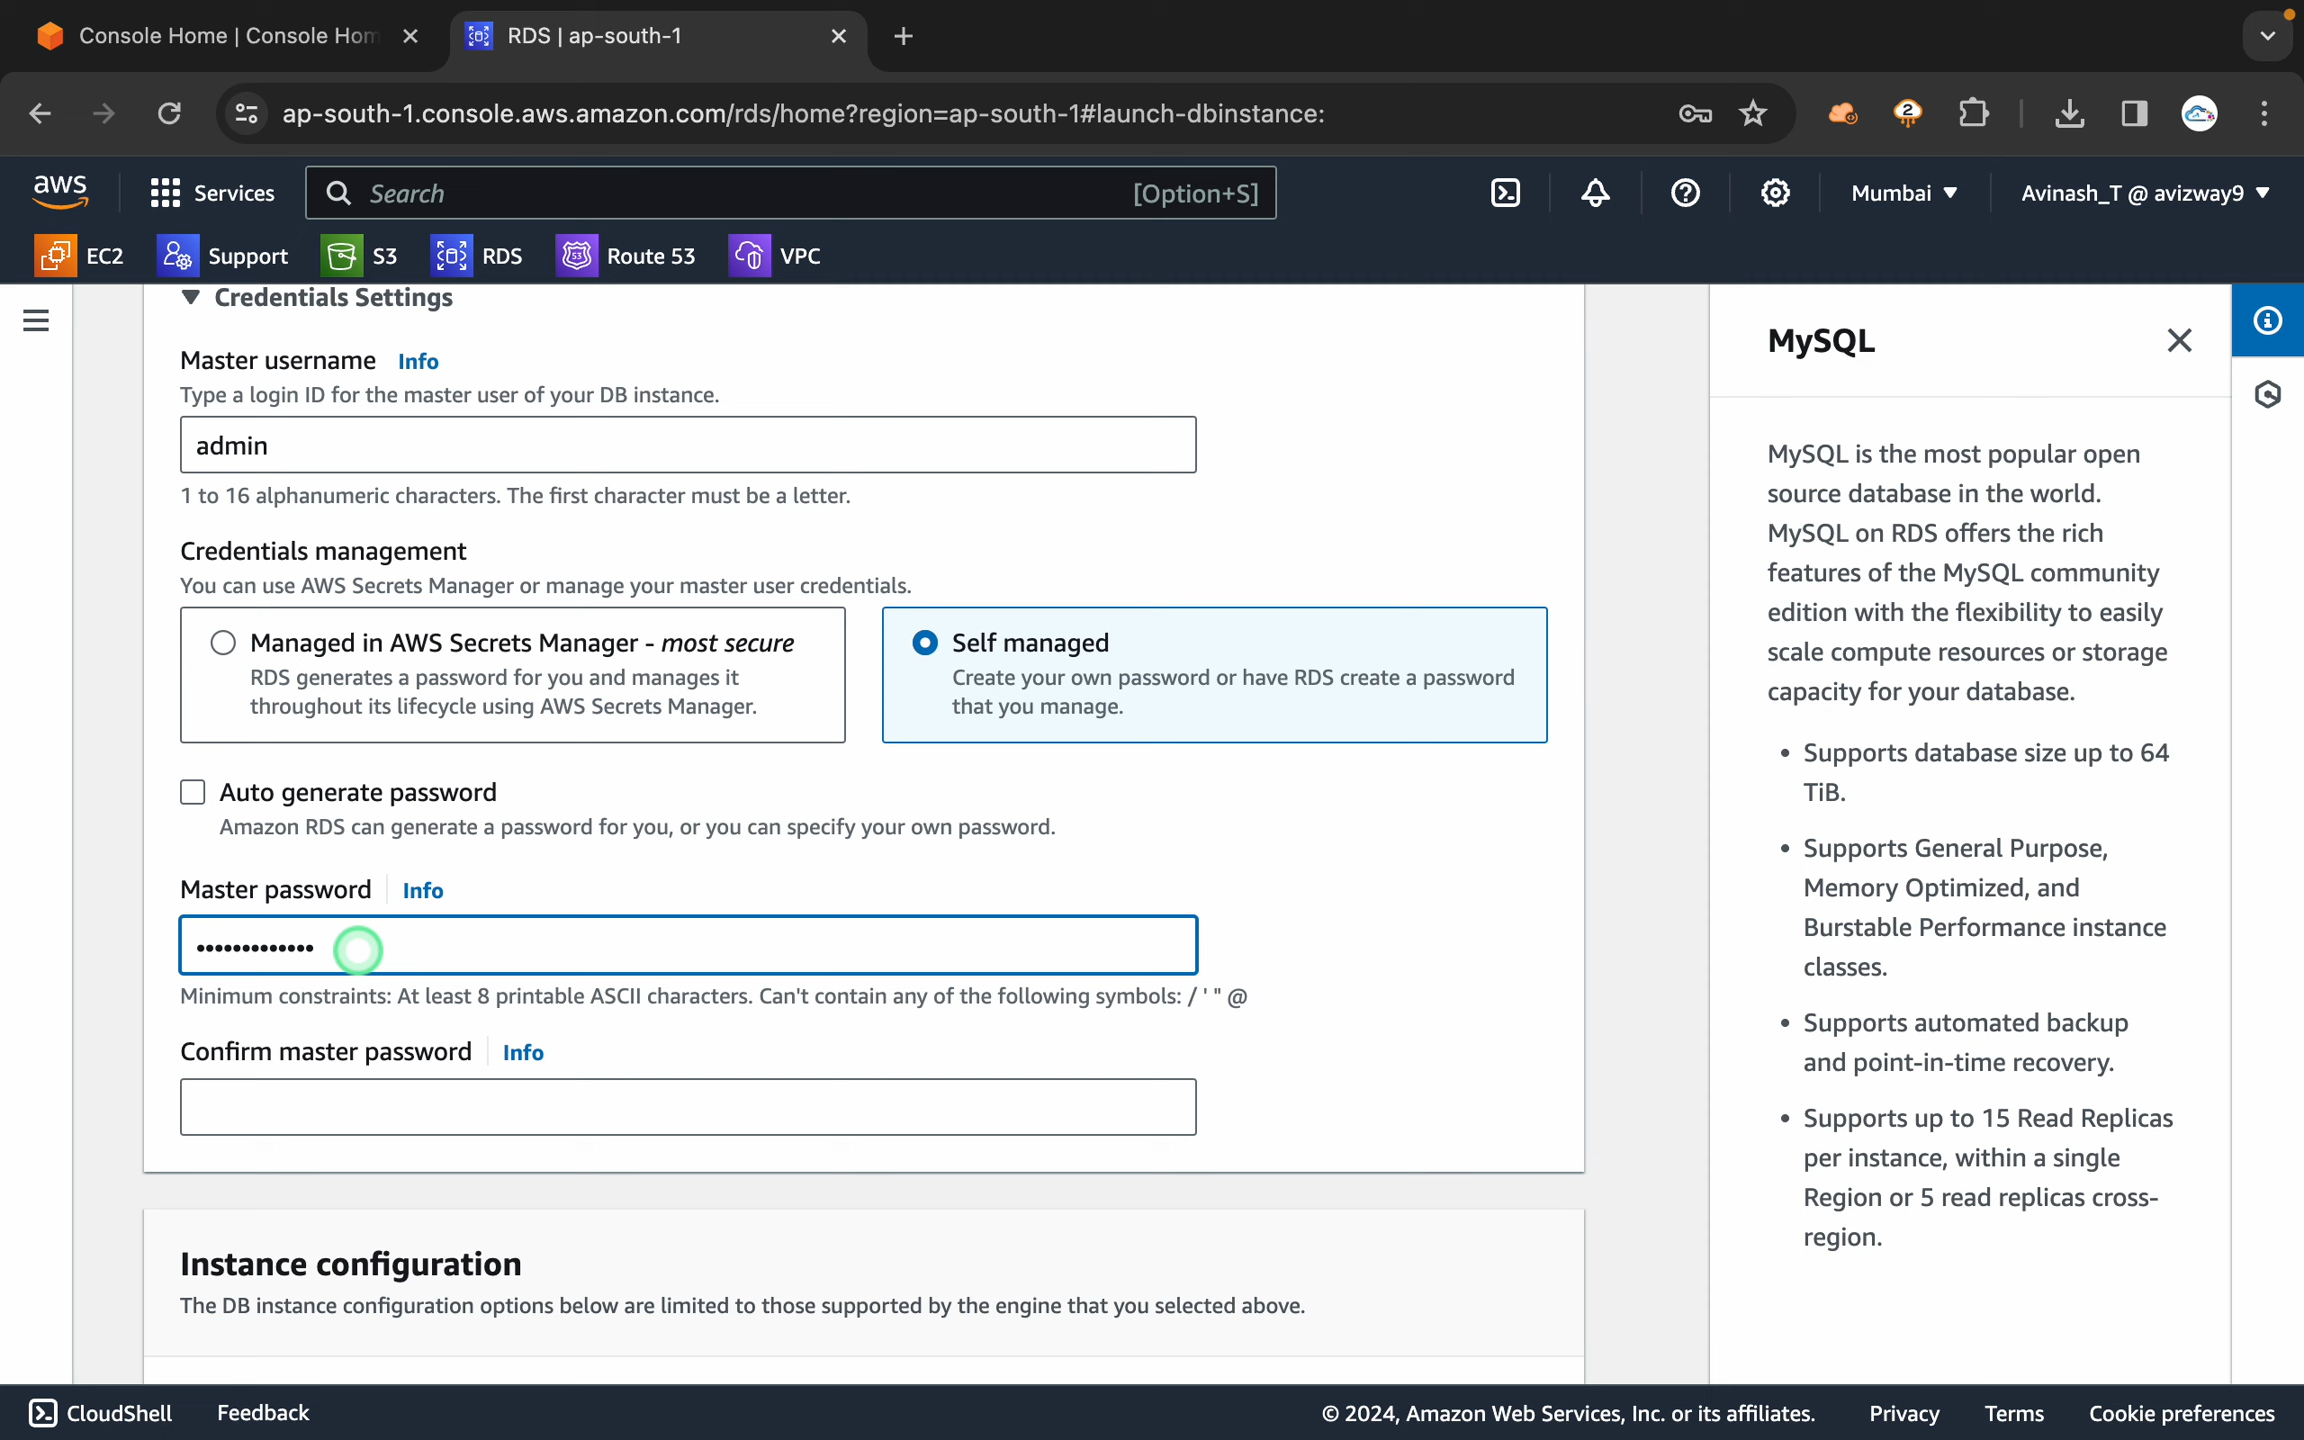 Console Home | Console Hom
RDS | ap-south-1
ap-south-1.console.aws.amazon.com/rds/home?region=ap-south-1#launch-dbinstance:
2
aws
Services
Search
[Option+S]
Mumbai
Avinash_T @ avizway9
EC2
Support
S3
RDS
53
Route 53
VPC
Credentials Settings
Master username Info
Type a login ID for the master user of your DB instance.
admin
1 to 16 alphanumeric characters. The first character must be a letter.
Credentials management
You can use AWS Secrets Manager or manage your master user credentials.
Managed in AWS Secrets Manager - most secure
RDS generates a password for you and manages it
throughout its lifecycle using AWS Secrets Manager.
Self managed
Create your own password or have RDS create a password
that you manage.
Auto generate password
Amazon RDS can generate a password for you, or you can specify your own password.
Master password Info
•••••••••••••
Minimum constraints: At least 8 printable ASCII characters. Can't contain any of the following symbols: / ' " @
Confirm master password Info
Instance configuration
The DB instance configuration options below are limited to those supported by the engine that you selected above.
MySQL
MySQL is the most popular open
source database in the world.
MySQL on RDS offers the rich
features of the MySQL community
edition with the flexibility to easily
scale compute resources or storage
capacity for your database.
• Supports database size up to 64
TiB.
• Supports General Purpose,
Memory Optimized, and
Burstable Performance instance
classes.
• Supports automated backup
and point-in-time recovery.
• Supports up to 15 Read Replicas
per instance, within a single
Region or 5 read replicas cross-
region.
CloudShell
Feedback
© 2024, Amazon Web Services, Inc. or its affiliates.
Privacy
Terms
Cookie preferences